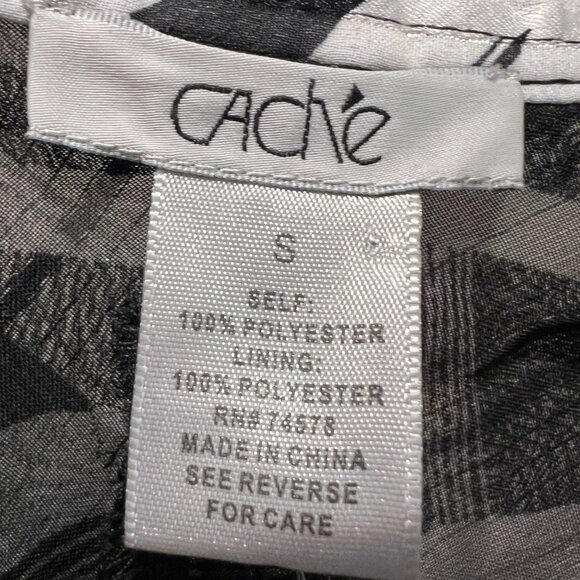 cAché
S
SELF:
100% POLYESTER
LINING:
100% POLYESTER
RN# 74578
MADE IN CHINA
SEE REVERSE
FOR CARE